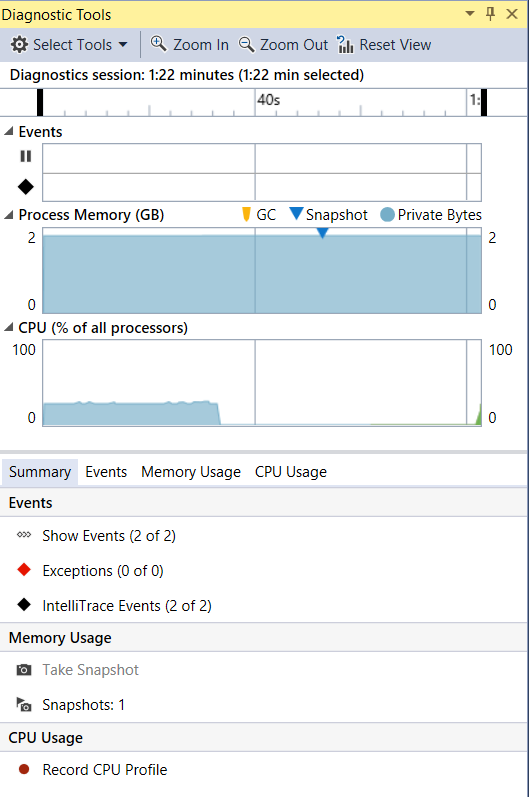 Diagnostic Tools
Select Tools Zoom In Zoom Out Reset View
Diagnostics session: 1:22 minutes (1:22 min selected)
40s 1:
Events
Process Memory (GB) GC Snapshot Private Bytes
2 2
0 0
CPU (% of all processors)
100 100
0 0
Summary Events Memory Usage CPU Usage
Events
Show Events (2 of 2)
Exceptions (0 of 0)
IntelliTrace Events (2 of 2)
Memory Usage
Take Snapshot
Snapshots: 1
CPU Usage
Record CPU Profile